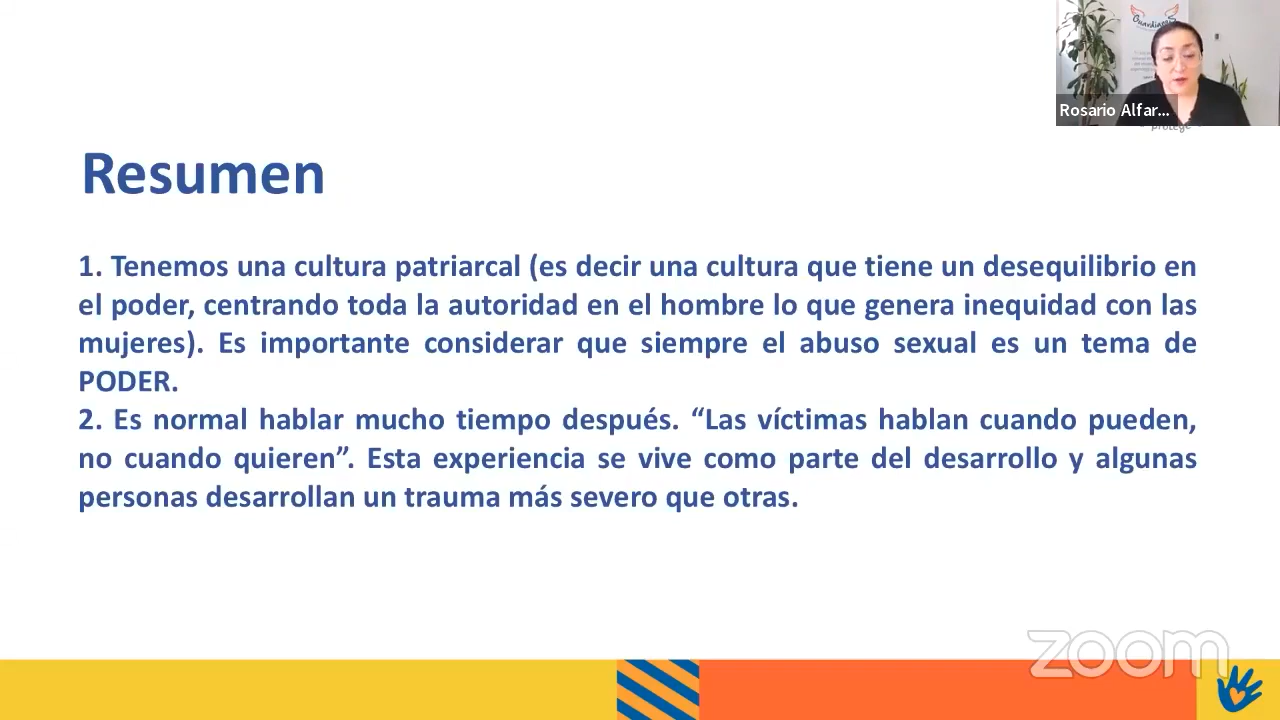 Guardianes
Rosario Alfar...
protege
Resumen
1. Tenemos una cultura patriarcal (es decir una cultura que tiene un desequilibrio en
el poder, centrando toda la autoridad en el hombre lo que genera inequidad con las
mujeres). Es importante considerar que siempre el abuso sexual es un tema de
PODER.
2. Es normal hablar mucho tiempo después. “Las víctimas hablan cuando pueden,
no cuando quieren”. Esta experiencia se vive como parte del desarrollo y algunas
personas desarrollan un trauma más severo que otras.
zoom